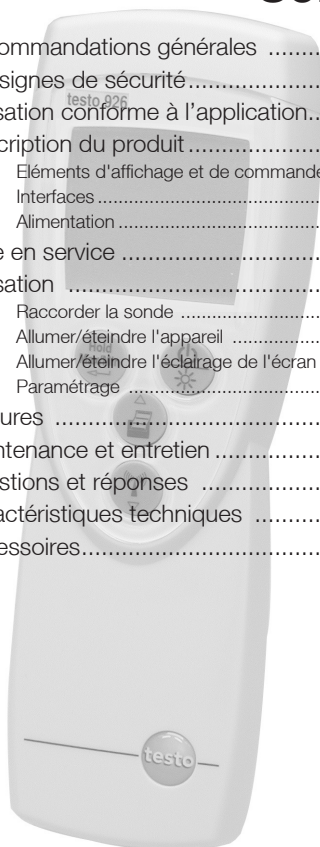 ommandations générales ..........
signes de sécurité......................
testo 926
sation conforme à l'application..
cription du produit......................
Eléments d'affichage et de commande
Interfaces
Alimentation
e en service
sation
Raccorder la sonde
Allumer/éteindre l'appareil
Hold
Allumer/éteindre l'éclairage de l'écran
Paramétrage
ures
ntenance et entretien
stions et réponses
actéristiques techniques
essoires
testo